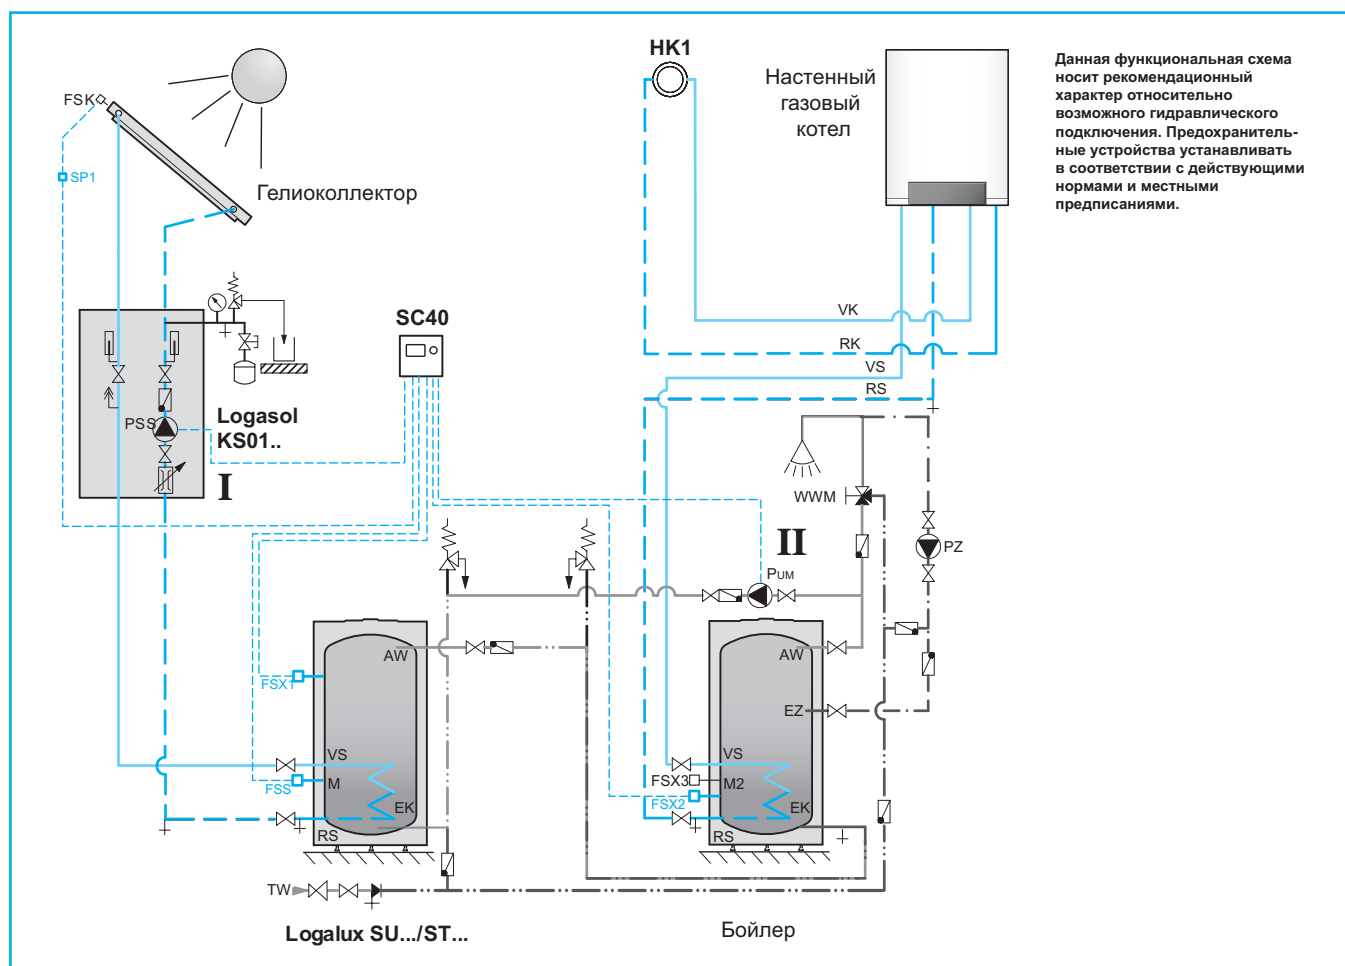 HK1
Настенный
газовый
котел
Данная функциональная схема
носит рекомендационный
характер относительно
возможного гидравлического
подключения. Предохранитель-
ные устройства устанавливать
в соответствии с действующими
нормами и местными
предписаниями.
FSK
SP1
Гелиоколлектор
SC40
VK
RK
VS
RS
PSS
Logasol
KS01..
I
WWM
II
PZ
PUM
AW
AW
FSX1
EZ
VS
VS
FSS
M
FSX3
M2
FSX2
EK
EK
RS
RS
TW
Logalux SU.../ST...
Бойлер